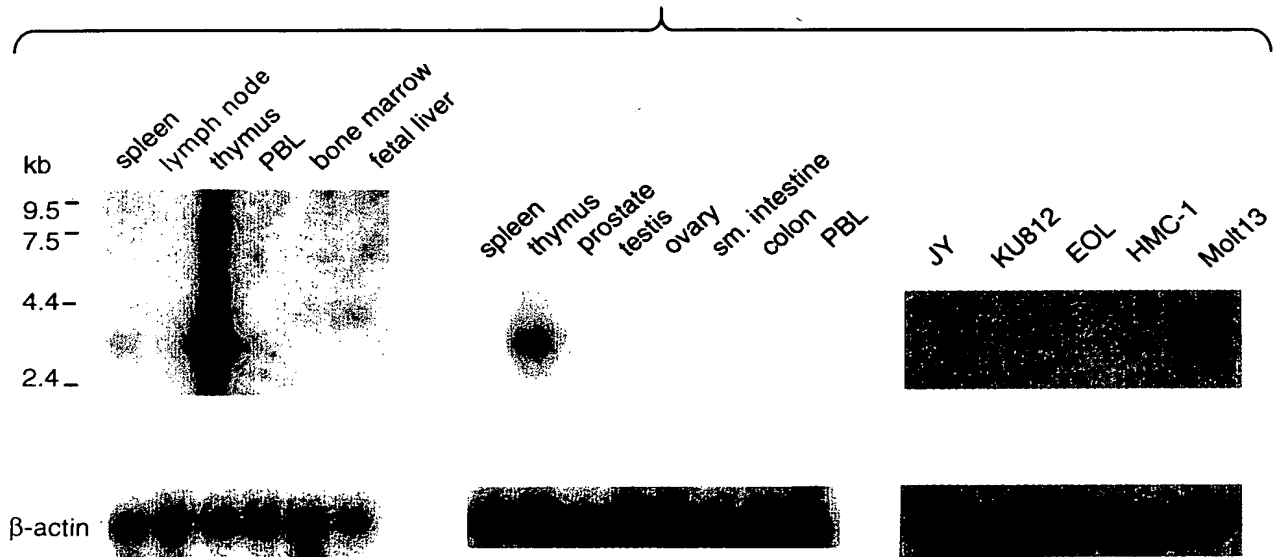 spleen
lymph node
thymus
PBL
bone marrow
fetal liver
kb
9.5
7.5
4.4
2.4
spleen
thymus
prostate
testis
ovary
sm. intestine
colon
PBL
JY
KU812
EOL
HMC-1
Molt13
β-actin